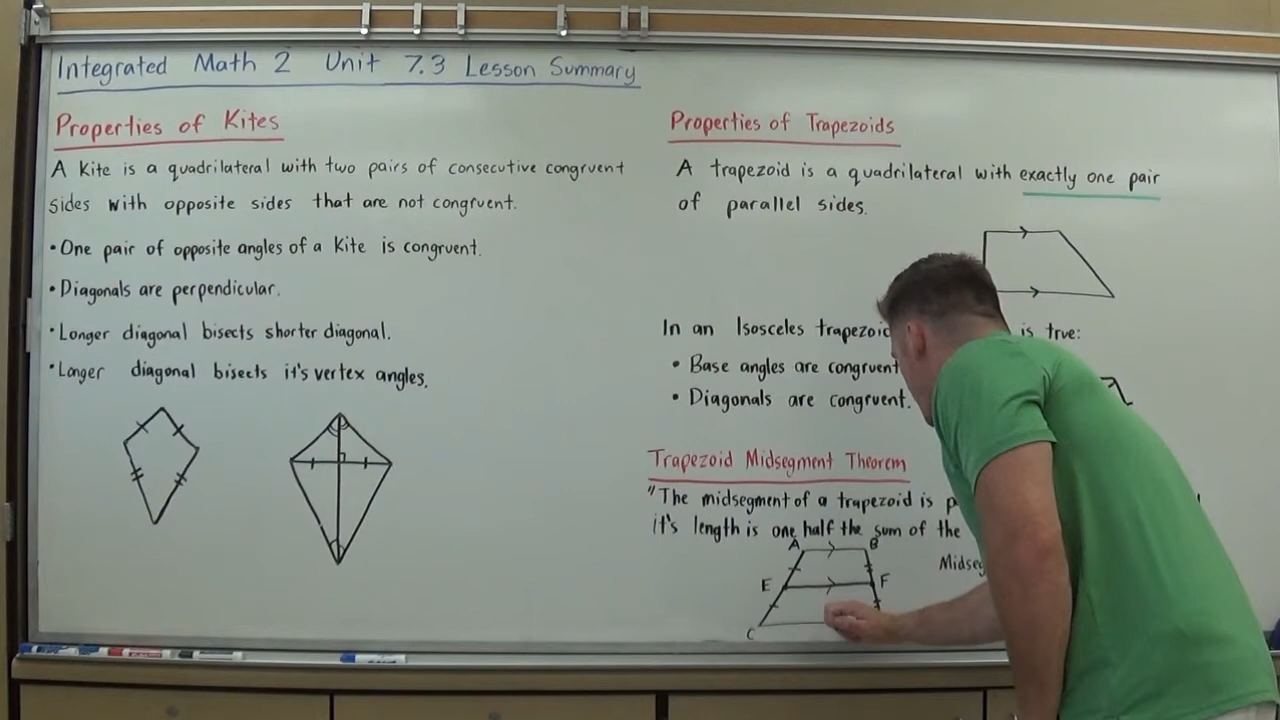 Integrated Math 2 Unit 7.3 Lesson Summary
Properties of Kites
A Kite is a quadrilateral with two pairs of consecutive congruent
sides with opposite sides that are not congruent.
• One pair of opposite angles of a Kite is congruent.
• Diagonals are perpendicular.
• Longer diagonal bisects shorter diagonal.
• Longer diagonal bisects it's vertex angles.
Properties of Trapezoids
A trapezoid is a quadrilateral with exactly one pair
of parallel sides.
In an Isosceles trapezoid is true:
• Base angles are congruent
• Diagonals are congruent.
Trapezoid Midsegment Theorem
"The midsegment of a trapezoid is
it's length is one half the sum of the
A B
Midseg
E F
C